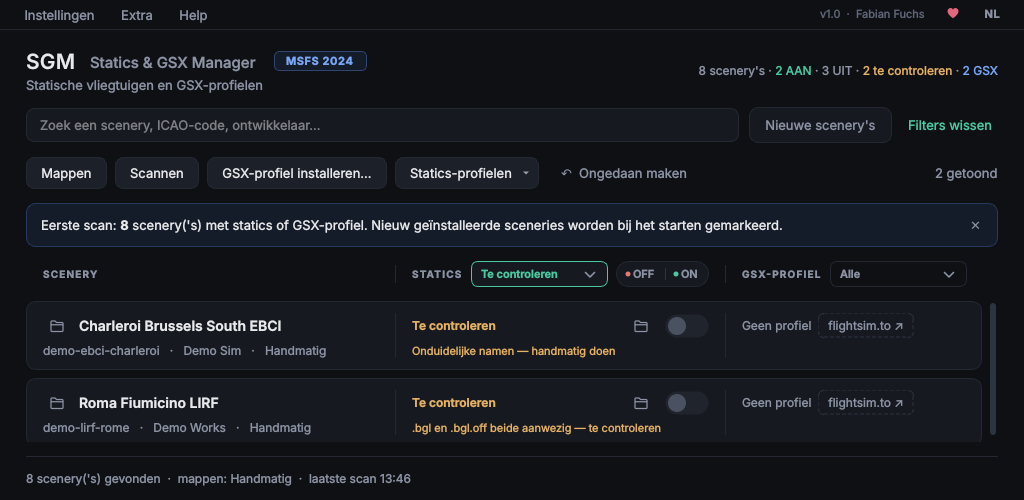 Instellingen Extra Help v1.0 · Fabian Fuchs NL
SGM Statics & GSX Manager MSFS 2024
Statische vliegtuigen en GSX-profielen
8 scenery's · 2 AAN · 3 UIT · 2 te controleren · 2 GSX
Zoek een scenery, ICAO-code, ontwikkelaar... Nieuwe scenery's Filters wissen
Mappen Scannen GSX-profiel installeren... Statics-profielen ↶ Ongedaan maken 2 getoond
Eerste scan: 8 scenery('s) met statics of GSX-profiel. Nieuw geïnstalleerde sceneries worden bij het starten gemarkeerd. ×
SCENERY STATICS Te controleren OFF ON GSX-PROFIEL Alle
Charleroi Brussels South EBCI Te controleren Geen profiel flightsim.to ↗
demo-ebci-charleroi · Demo Sim · Handmatig Onduidelijke namen — handmatig doen
Roma Fiumicino LIRF Te controleren Geen profiel flightsim.to ↗
demo-lirf-rome · Demo Works · Handmatig .bgl en .bgl.off beide aanwezig — te controleren
8 scenery('s) gevonden · mappen: Handmatig · laatste scan 13:46